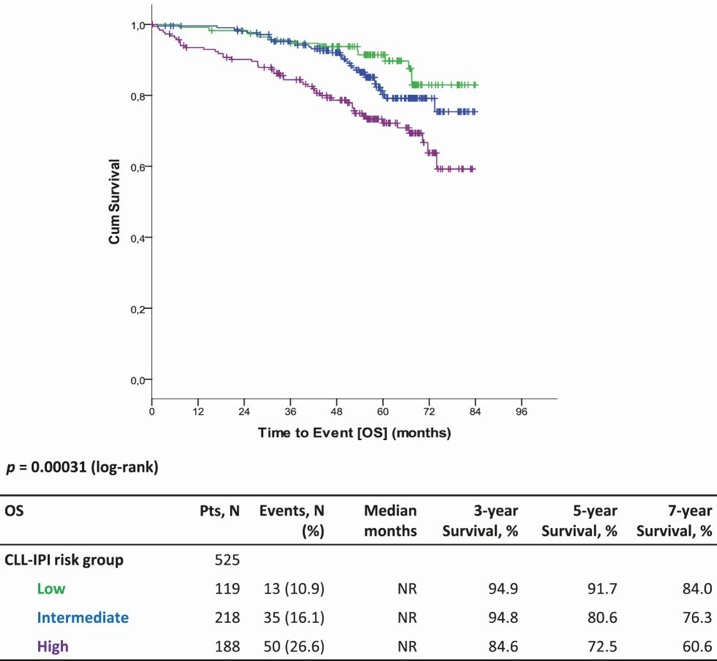 1,0
0,8
0,6
0,4
0,2
0,0
Cum Survival
0 12 24 36 48 60 72 84 96
Time to Event [OS] (months)
p = 0.00031 (log-rank)
OS Pts, N Events, N (%) Median months 3-year Survival, % 5-year Survival, % 7-year Survival, %
CLL-IPI risk group 525
Low 119 13 (10.9) NR 94.9 91.7 84.0
Intermediate 218 35 (16.1) NR 94.8 80.6 76.3
High 188 50 (26.6) NR 84.6 72.5 60.6